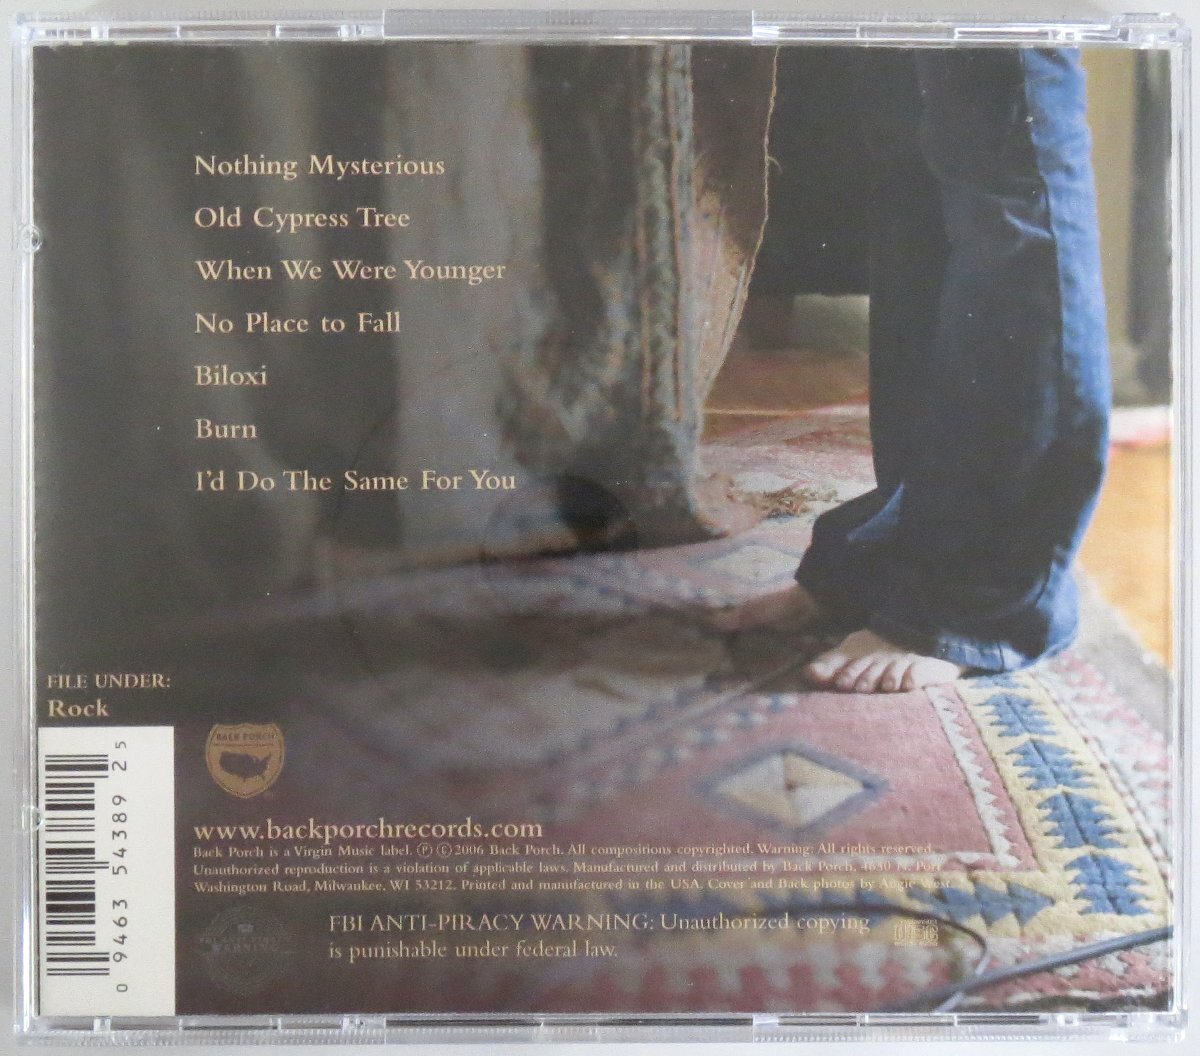 Nothing Mysterious
Old Cypress Tree
When We Were Younger
No Place to Fall
Biloxi
Burn
I'd Do The Same For You
FILE UNDER:
Rock
BACK PORCH
0 9463 54389 25
www.backporchrecords.com
Back Porch is a Virgin Music label. ℗ © 2006 Back Porch. All compositions copyrighted. Warning: All rights reserved.
Unauthorized reproduction is a violation of applicable laws. Manufactured and distributed by Back Porch, 4650 N. Port
Washington Road, Milwaukee, WI 53212. Printed and manufactured in the USA. Cover and Back photos by Angie West.
FBI ANTI-PIRACY WARNING: Unauthorized copying
is punishable under federal law.
WARNING